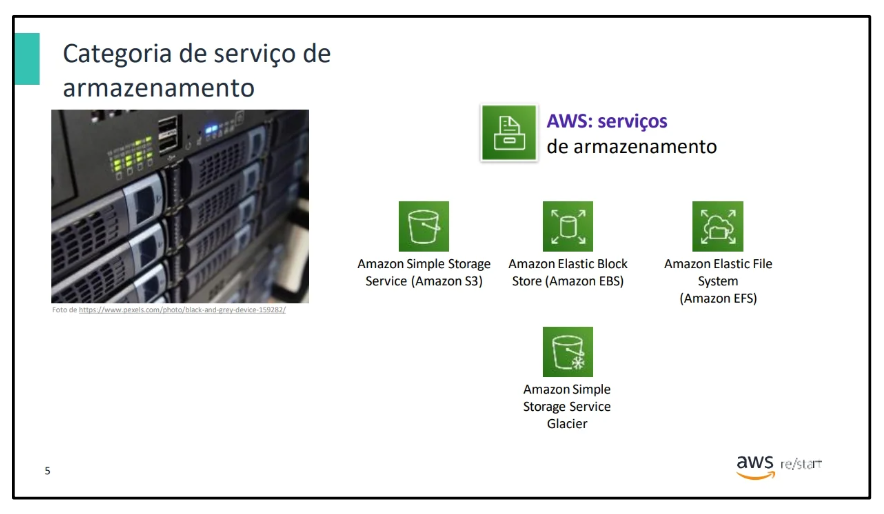 Categoria de serviço de
armazenamento
AWS: serviços
de armazenamento
Amazon Simple Storage
Service (Amazon S3)
Amazon Elastic Block
Store (Amazon EBS)
Amazon Elastic File
System
(Amazon EFS)
Foto de https://www.pexels.com/photo/black-and-grey-device-159282/
Amazon Simple
Storage Service
Glacier
5
aws re/start